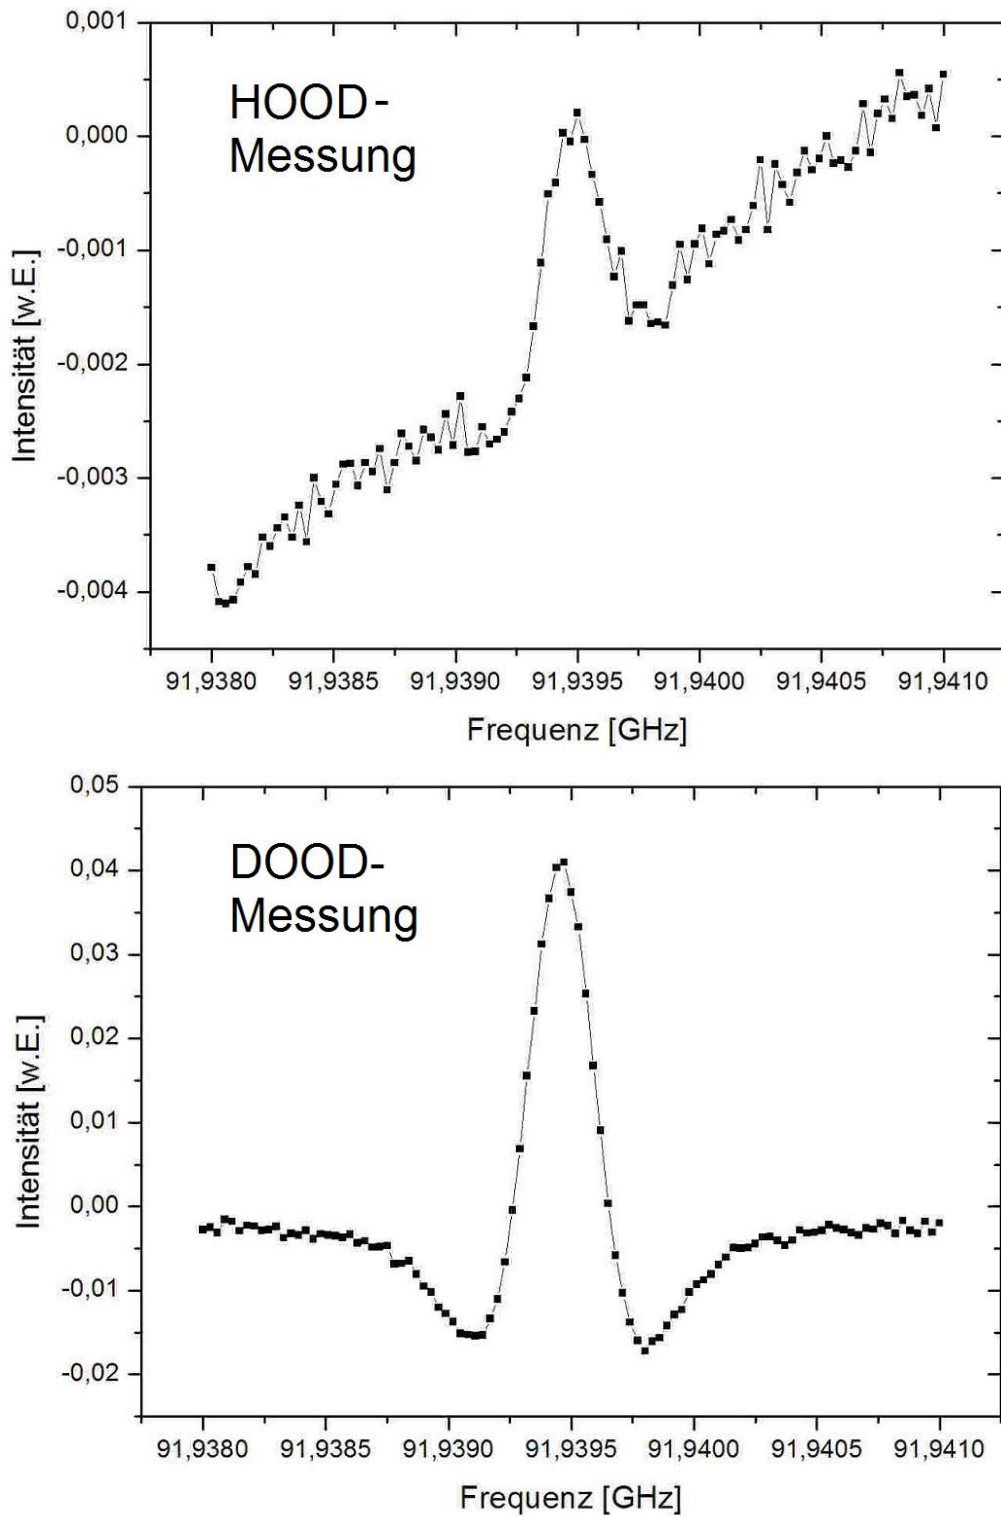 0,001
0,000
-0,001
-0,002
-0,003
-0,004
Intensität [w.E.]
HOOD-
Messung
91,9380 91,9385 91,9390 91,9395 91,9400 91,9405 91,9410
Frequenz [GHz]
0,05
0,04
0,03
0,02
0,01
0,00
-0,01
-0,02
Intensität [w.E.]
DOOD-
Messung
91,9380 91,9385 91,9390 91,9395 91,9400 91,9405 91,9410
Frequenz [GHz]